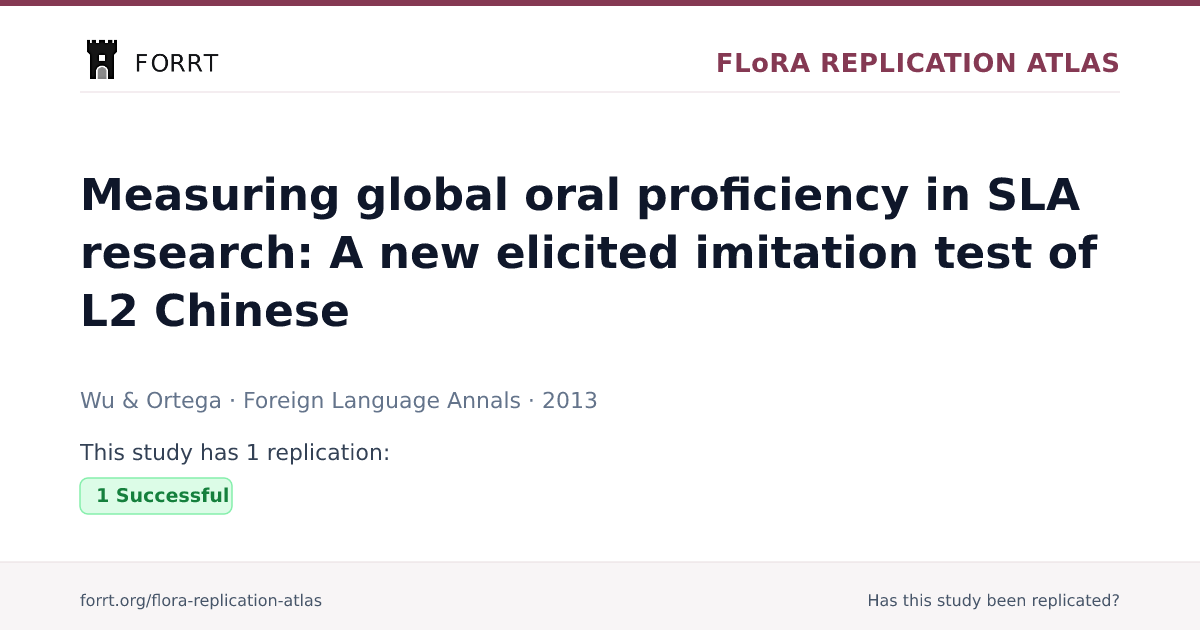 FORRT
FLoRA REPLICATION ATLAS
Measuring global oral proficiency in SLA
research: A new elicited imitation test of
L2 Chinese
Wu & Ortega · Foreign Language Annals · 2013
This study has 1 replication:
1 Successful
forrt.org/flora-replication-atlas
Has this study been replicated?